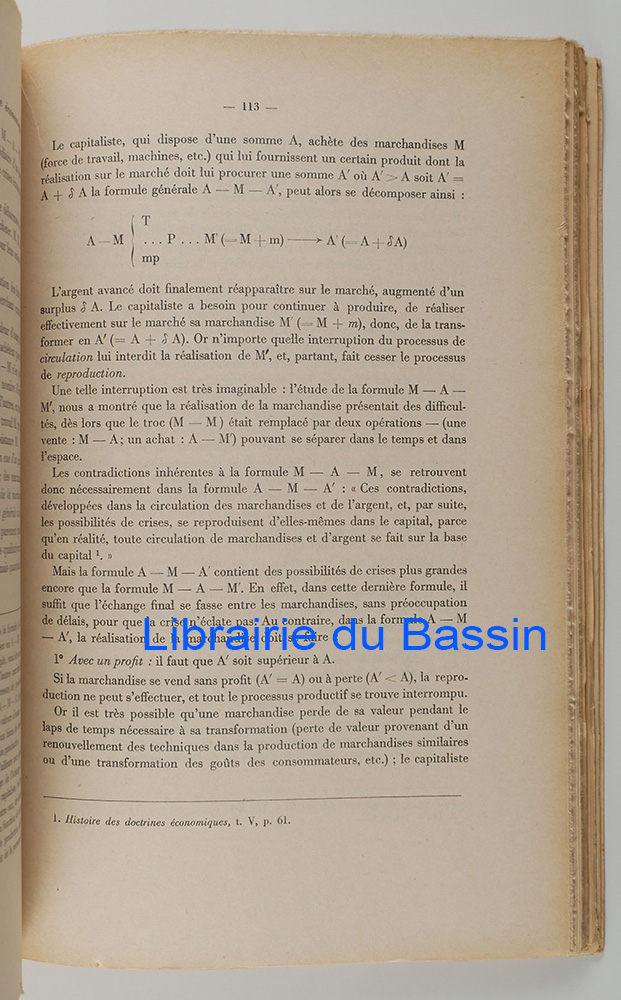 — 113 —
Le capitaliste, qui dispose d'une somme A, achète des marchandises M
(force de travail, machines, etc.) qui lui fournissent un certain produit dont la
réalisation sur le marché doit lui procurer une somme A′ où A′ > A soit A′ =
A + δ A la formule générale A — M — A′, peut alors se décomposer ainsi :
T
A — M { . . . P . . . M′ (= M + m) ⟶ A′ (= A + δA)
mp
L'argent avancé doit finalement réapparaître sur le marché, augmenté d'un
surplus δ A. Le capitaliste a besoin pour continuer à produire, de réaliser
effectivement sur le marché sa marchandise M′ (= M + m), donc, de la trans-
former en A′ (= A + δ A). Or n'importe quelle interruption du processus de
circulation lui interdit la réalisation de M′, et, partant, fait cesser le processus
de reproduction.
Une telle interruption est très imaginable : l'étude de la formule M — A —
M′, nous a montré que la réalisation de la marchandise présentait des difficul-
tés, dès lors que le troc (M — M ) était remplacé par deux opérations — (une
vente : M — A; un achat : A — M′) pouvant se séparer dans le temps et dans
l'espace.
Les contradictions inhérentes à la formule M — A — M, se retrouvent
donc nécessairement dans la formule A — M — A′ : « Ces contradictions,
développées dans la circulation des marchandises et de l'argent, et, par suite,
les possibilités de crises, se reproduisent d'elles-mêmes dans le capital, parce
qu'en réalité, toute circulation de marchandises et d'argent se fait sur la base
du capital ¹. »
Mais la formule A — M — A′ contient des possibilités de crises plus grandes
encore que la formule M — A — M′. En effet, dans cette dernière formule, il
suffit que l'échange final se fasse entre les marchandises, sans préoccupation
de délais, pour que la crise n'éclate pas. Au contraire, dans la formule A — M
— A′, la réalisation de la marchandise doit se faire :
Librairie du Bassin
1° Avec un profit : il faut que A′ soit supérieur à A.
Si la marchandise se vend sans profit (A′ = A) ou à perte (A′ < A), la repro-
duction ne peut s'effectuer, et tout le processus productif se trouve interrompu.
Or il est très possible qu'une marchandise perde de sa valeur pendant le
laps de temps nécessaire à sa transformation (perte de valeur provenant d'un
renouvellement des techniques dans la production de marchandises similaires
ou d'une transformation des goûts des consommateurs, etc.) ; le capitaliste
1. Histoire des doctrines économiques, t. V, p. 61.